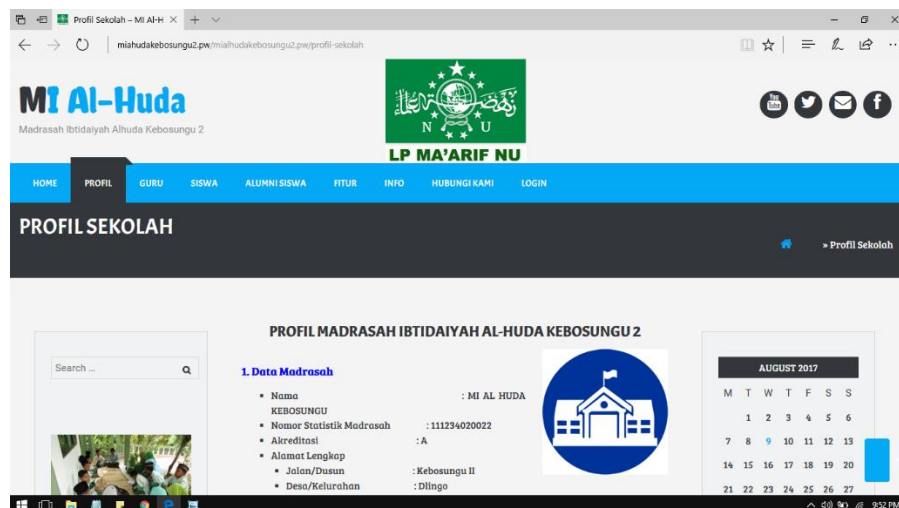 Profil Sekolah – MI Al-H
miahudakebosungu2.pw/mialhudakebosungu2.pw/profil-sekolah
MI Al-Huda
Madrasah Ibtidaiyah Alhuda Kebosungu 2
N U
LP MA'ARIF NU
You
Tube
HOME PROFIL GURU SISWA ALUMNI SISWA FITUR INFO HUBUNGI KAMI LOGIN
PROFIL SEKOLAH
» Profil Sekolah
PROFIL MADRASAH IBTIDAIYAH AL-HUDA KEBOSUNGU 2
Search ...
1. Data Madrasah
Nama : MI AL HUDA
KEBOSUNGU
Nomor Statistik Madrasah : 111234020022
Akreditasi : A
Alamat Lengkap
Jalan/Dusun : Kebosungu II
Desa/Kelurahan : Dlingo
AUGUST 2017
M T W T F S S
1 2 3 4 5 6
7 8 9 10 11 12 13
14 15 16 17 18 19 20
21 22 23 24 25 26 27
9:52 PM